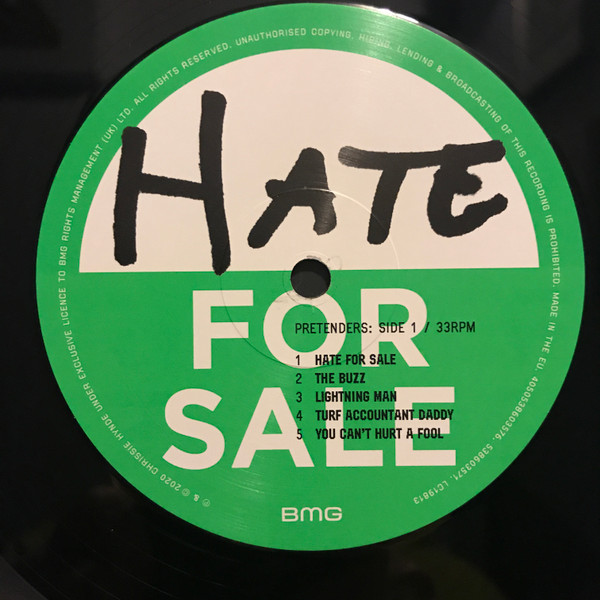 HATE
FOR
SALE
PRETENDERS: SIDE 1 / 33RPM
1 HATE FOR SALE
2 THE BUZZ
3 LIGHTNING MAN
4 TURF ACCOUNTANT DADDY
5 YOU CAN'T HURT A FOOL
BMG
℗ & © 2020 CHRISSIE HYNDE UNDER EXCLUSIVE LICENCE TO BMG RIGHTS MANAGEMENT (UK) LTD. ALL RIGHTS RESERVED. UNAUTHORISED COPYING, HIRING, LENDING & BROADCASTING OF THIS RECORDING IS PROHIBITED. MADE IN THE EU. 4050538603576. 538603571. LC19813